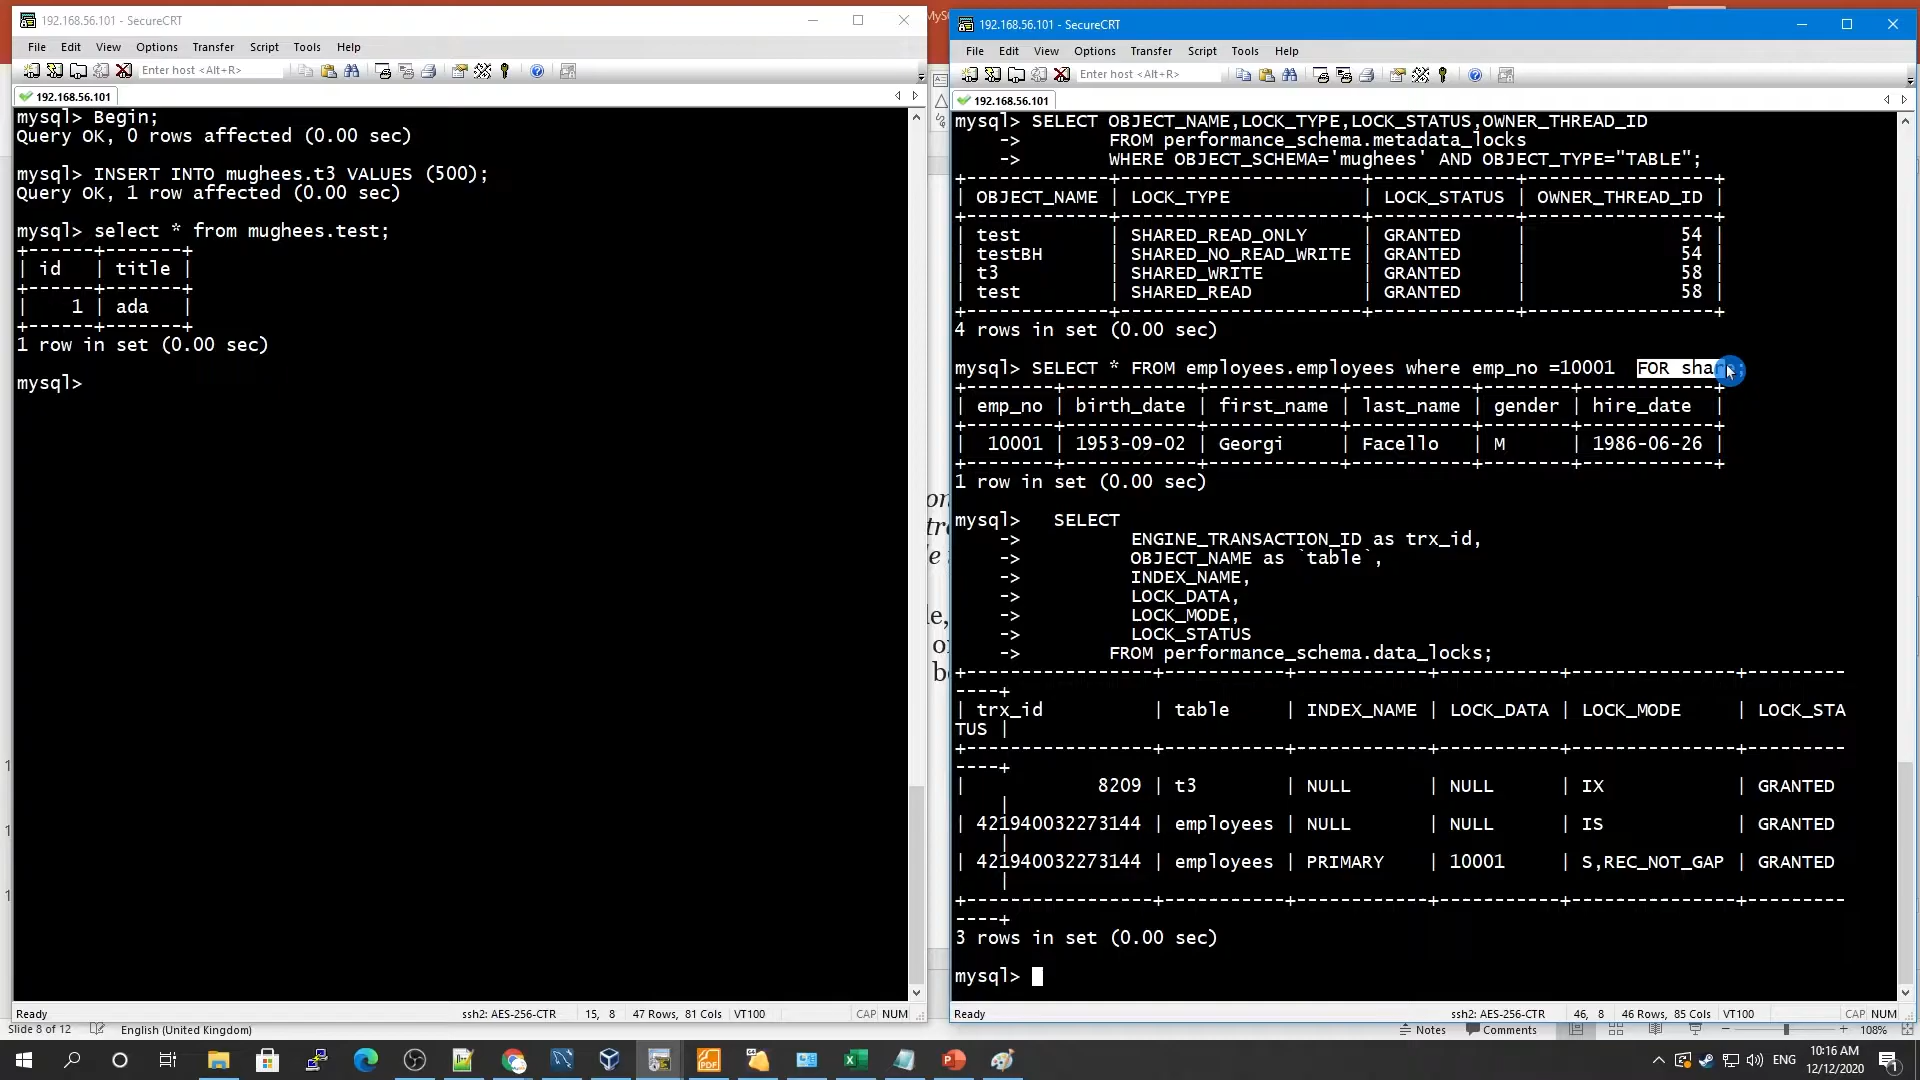 192.168.56.101 - SecureCRT
File Edit View Options Transfer Script Tools Help
Enter host <Alt+R>
192.168.56.101
mysql> Begin;
Query OK, 0 rows affected (0.00 sec)
mysql> INSERT INTO mughees.t3 VALUES (500);
Query OK, 1 row affected (0.00 sec)
mysql> select * from mughees.test;
+------+-------+
| id   | title |
+------+-------+
|    1 | ada   |
+------+-------+
1 row in set (0.00 sec)
mysql>
Ready ssh2: AES-256-CTR 15, 8 47 Rows, 81 Cols VT100 CAP NUM
192.168.56.101 - SecureCRT
File Edit View Options Transfer Script Tools Help
Enter host <Alt+R>
192.168.56.101
mysql> SELECT OBJECT_NAME,LOCK_TYPE,LOCK_STATUS,OWNER_THREAD_ID
    ->        FROM performance_schema.metadata_locks
    ->        WHERE OBJECT_SCHEMA='mughees' AND OBJECT_TYPE="TABLE";
+-------------+----------------------+-------------+-----------------+
| OBJECT_NAME | LOCK_TYPE            | LOCK_STATUS | OWNER_THREAD_ID |
+-------------+----------------------+-------------+-----------------+
| test        | SHARED_READ_ONLY     | GRANTED     |              54 |
| testBH      | SHARED_NO_READ_WRITE | GRANTED     |              54 |
| t3          | SHARED_WRITE         | GRANTED     |              58 |
| test        | SHARED_READ          | GRANTED     |              58 |
+-------------+----------------------+-------------+-----------------+
4 rows in set (0.00 sec)
mysql> SELECT * FROM employees.employees where emp_no =10001  FOR share;
+--------+------------+------------+-----------+--------+------------+
| emp_no | birth_date | first_name | last_name | gender | hire_date  |
+--------+------------+------------+-----------+--------+------------+
|  10001 | 1953-09-02 | Georgi     | Facello   | M      | 1986-06-26 |
+--------+------------+------------+-----------+--------+------------+
1 row in set (0.00 sec)
mysql>   SELECT
    ->          ENGINE_TRANSACTION_ID as trx_id,
    ->          OBJECT_NAME as `table`,
    ->          INDEX_NAME,
    ->          LOCK_DATA,
    ->          LOCK_MODE,
    ->          LOCK_STATUS
    ->        FROM performance_schema.data_locks;
+-----------------+-----------+------------+-----------+---------------+---------
----+
| trx_id          | table     | INDEX_NAME | LOCK_DATA | LOCK_MODE     | LOCK_STA
TUS |
+-----------------+-----------+------------+-----------+---------------+---------
----+
|            8209 | t3        | NULL       | NULL      | IX            | GRANTED
    |
| 421940032273144 | employees | NULL       | NULL      | IS            | GRANTED
    |
| 421940032273144 | employees | PRIMARY    | 10001     | S,REC_NOT_GAP | GRANTED
    |
+-----------------+-----------+------------+-----------+---------------+---------
----+
3 rows in set (0.00 sec)
mysql>
Ready ssh2: AES-256-CTR 46, 8 46 Rows, 85 Cols VT100 CAP NUM
Slide 8 of 12 English (United Kingdom) Notes Comments 108%
ENG 10:16 AM
12/12/2020